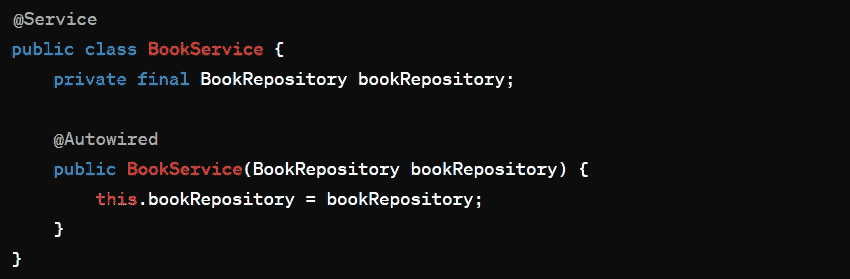 @Service
public class BookService {
    private final BookRepository bookRepository;

    @Autowired
    public BookService(BookRepository bookRepository) {
        this.bookRepository = bookRepository;
    }
}